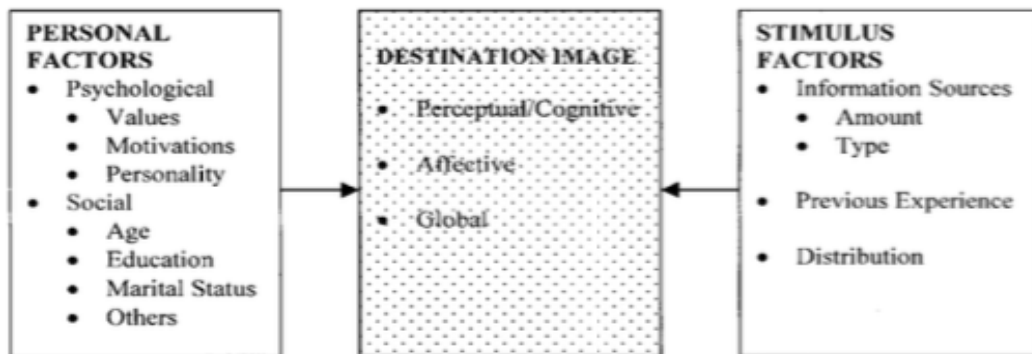 PERSONAL
FACTORS
• Psychological
• Values
• Motivations
• Personality
• Social
• Age
• Education
• Marital Status
• Others
DESTINATION IMAGE
• Perceptual/Cognitive
• Affective
• Global
STIMULUS
FACTORS
• Information Sources
• Amount
• Type
• Previous Experience
• Distribution